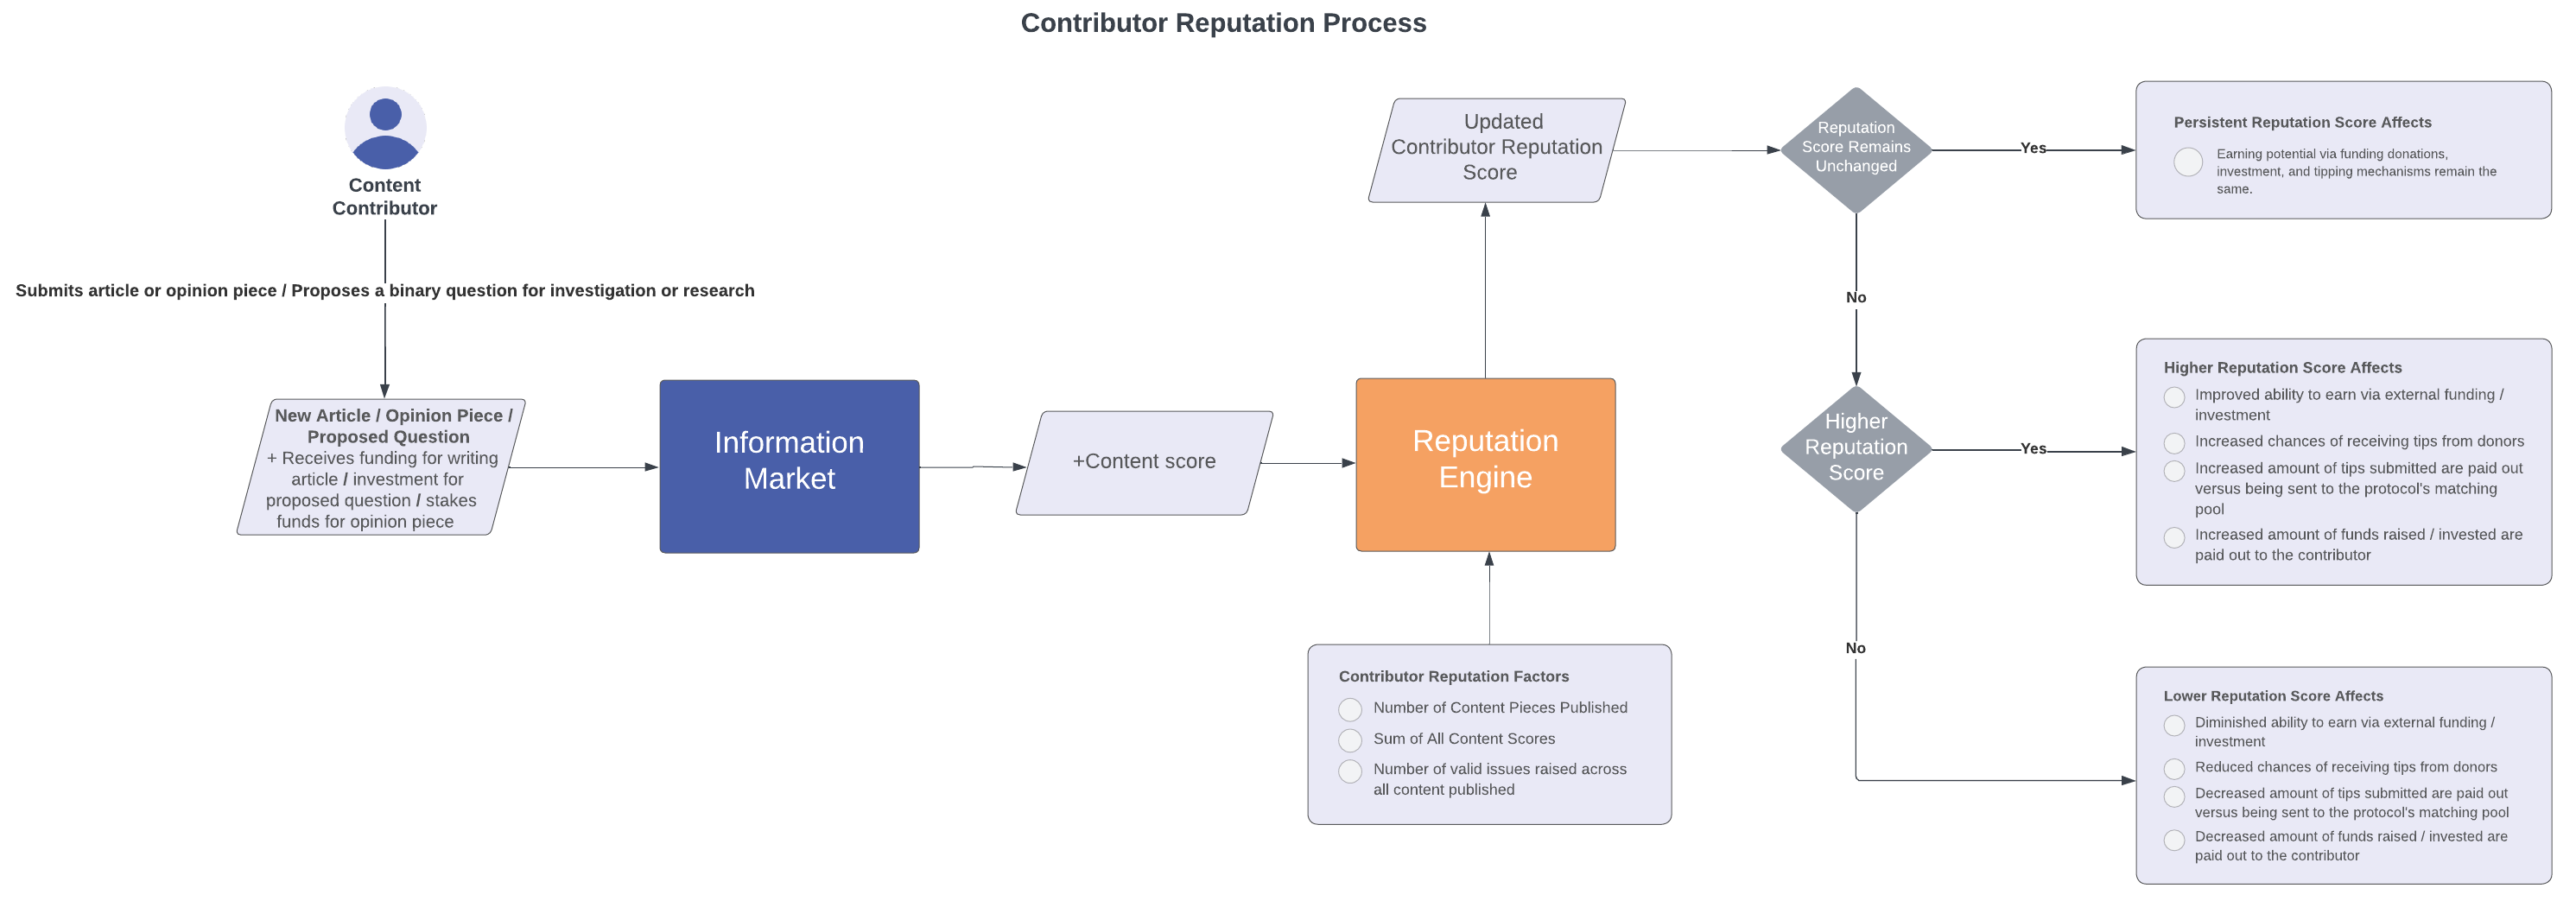 Contributor Reputation Process
Content
Contributor
Submits article or opinion piece / Proposes a binary question for investigation or research
New Article / Opinion Piece /
Proposed Question
+ Receives funding for writing
article / investment for
proposed question / stakes
funds for opinion piece
Information
Market
+Content score
Reputation
Engine
Contributor Reputation Factors
Number of Content Pieces Published
Sum of All Content Scores
Number of valid issues raised across
all content published
Updated
Contributor Reputation
Score
Reputation
Score Remains
Unchanged
Yes
Persistent Reputation Score Affects
Earning potential via funding donations,
investment, and tipping mechanisms remain the
same.
No
Higher
Reputation
Score
Yes
Higher Reputation Score Affects
Improved ability to earn via external funding /
investment
Increased chances of receiving tips from donors
Increased amount of tips submitted are paid out
versus being sent to the protocol's matching
pool
Increased amount of funds raised / invested are
paid out to the contributor
No
Lower Reputation Score Affects
Diminished ability to earn via external funding /
investment
Reduced chances of receiving tips from donors
Decreased amount of tips submitted are paid out
versus being sent to the protocol's matching pool
Decreased amount of funds raised / invested are
paid out to the contributor